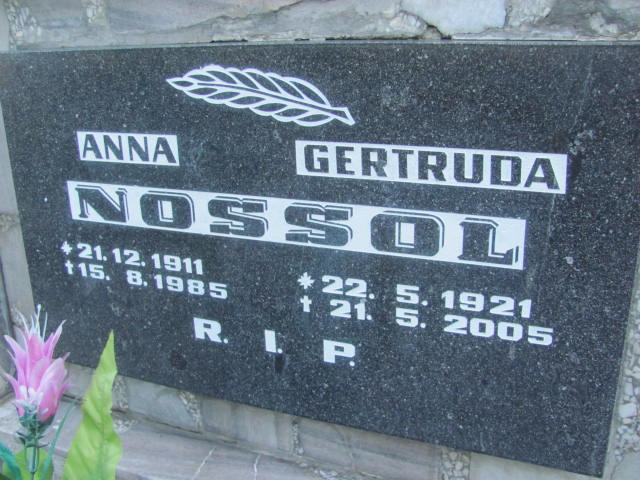 ANNA GERTRUDA
NOSSOL
* 21. 12. 1911
† 15. 8. 1985
* 22. 5. 1921
† 21. 5. 2005
R. I. P.